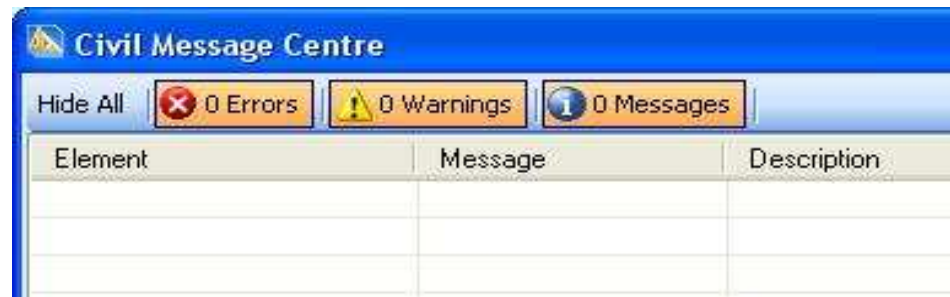 Civil Message Centre
Hide All 0 Errors 0 Warnings 0 Messages
Element Message Description